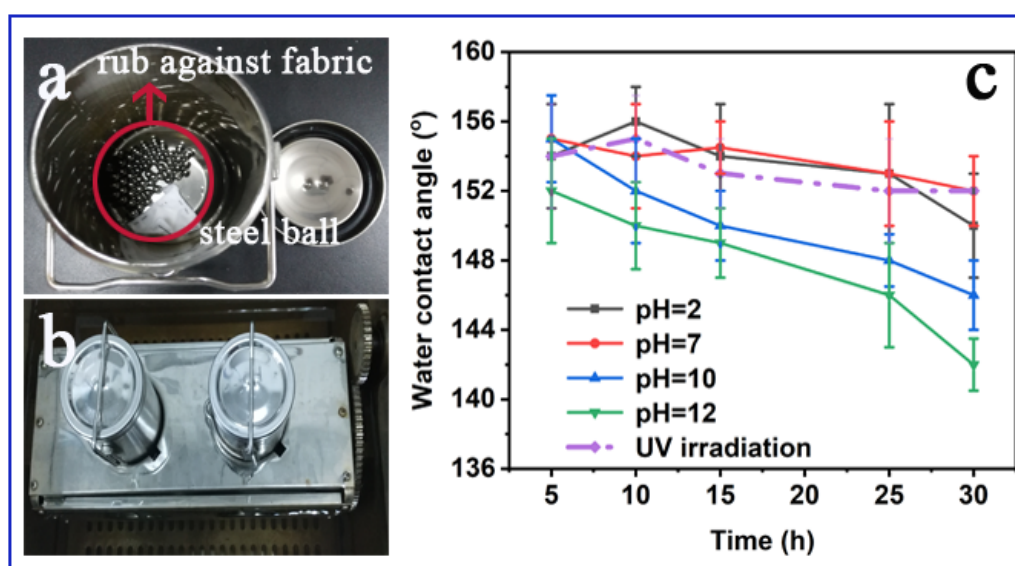 a
rub against fabric
steel ball
b
c
Water contact angle (°)
160
156
152
148
144
140
136
pH=2
pH=7
pH=10
pH=12
UV irradiation
5
10
15
20
25
30
Time (h)